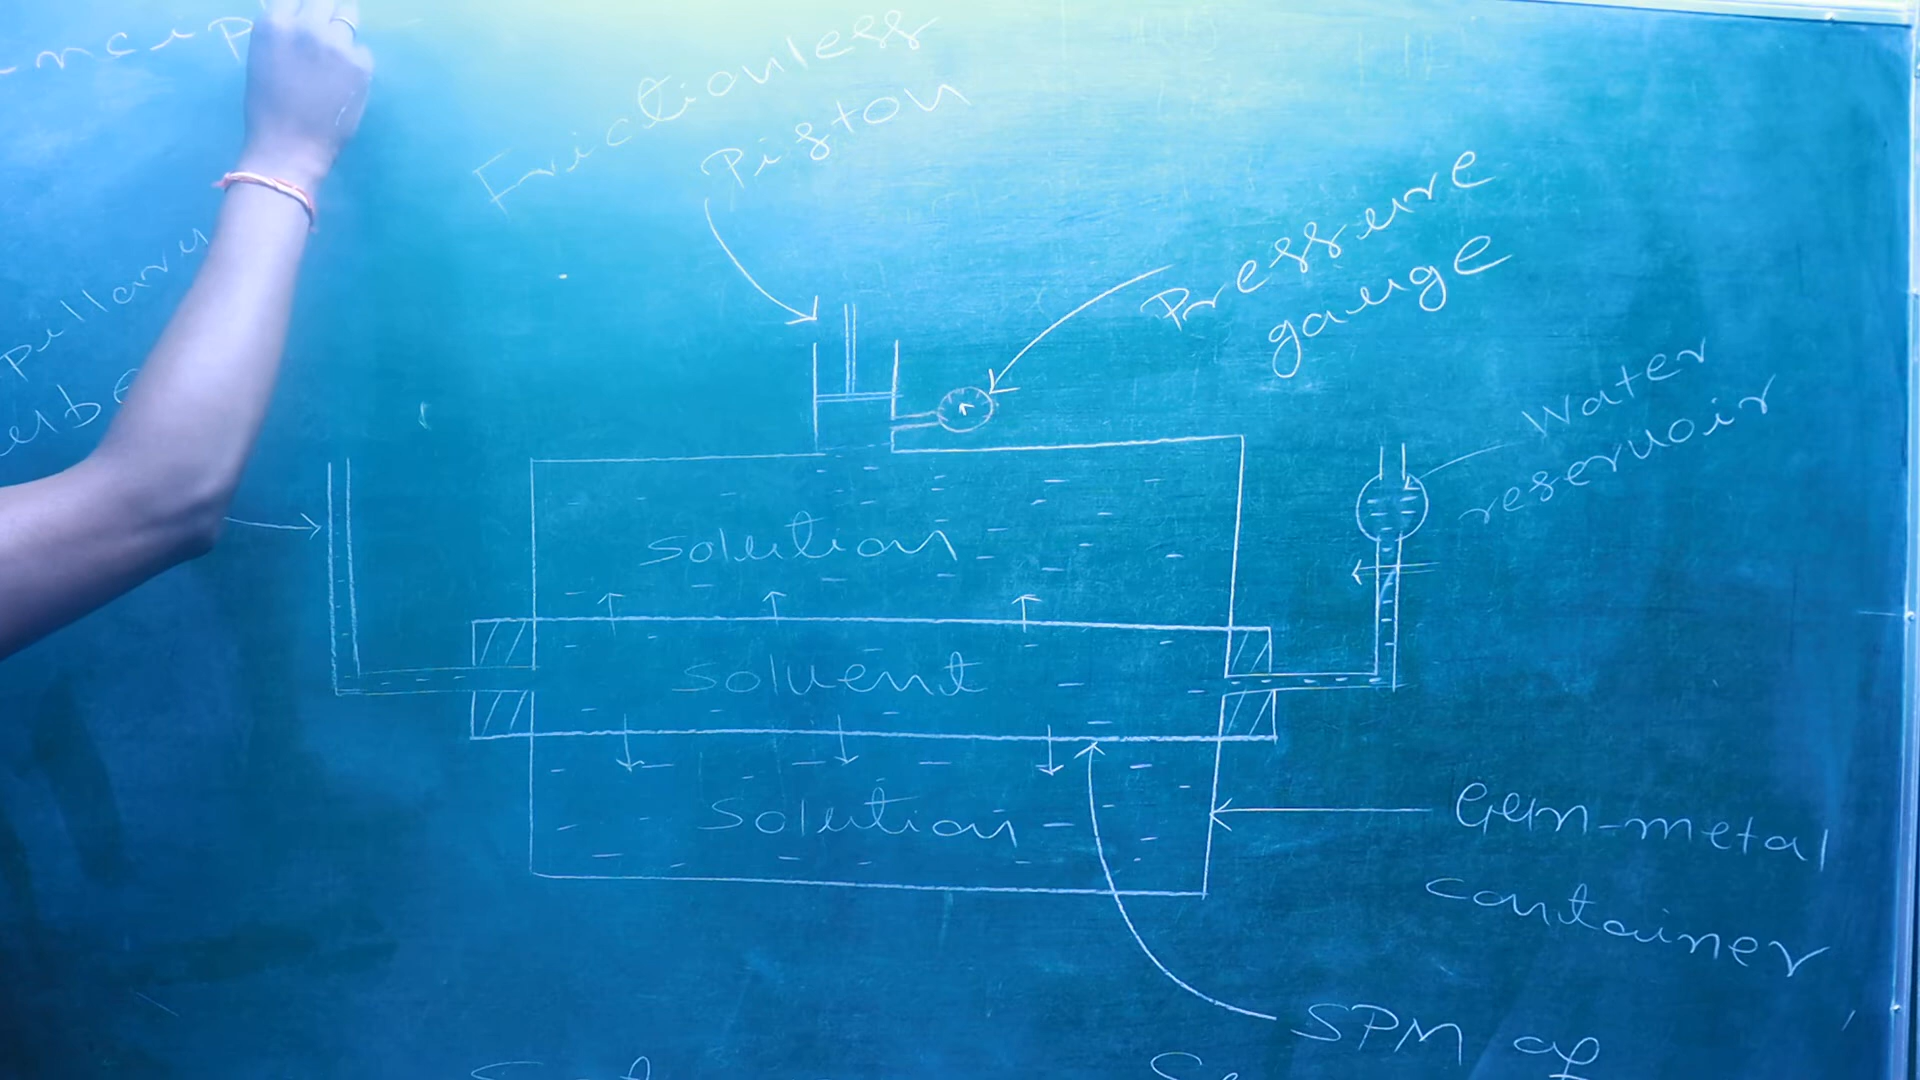 Frictionless
Piston
Pressure
gauge
Water
reservoir
solution
solvent
solution
Gun-metal
container
SPM of